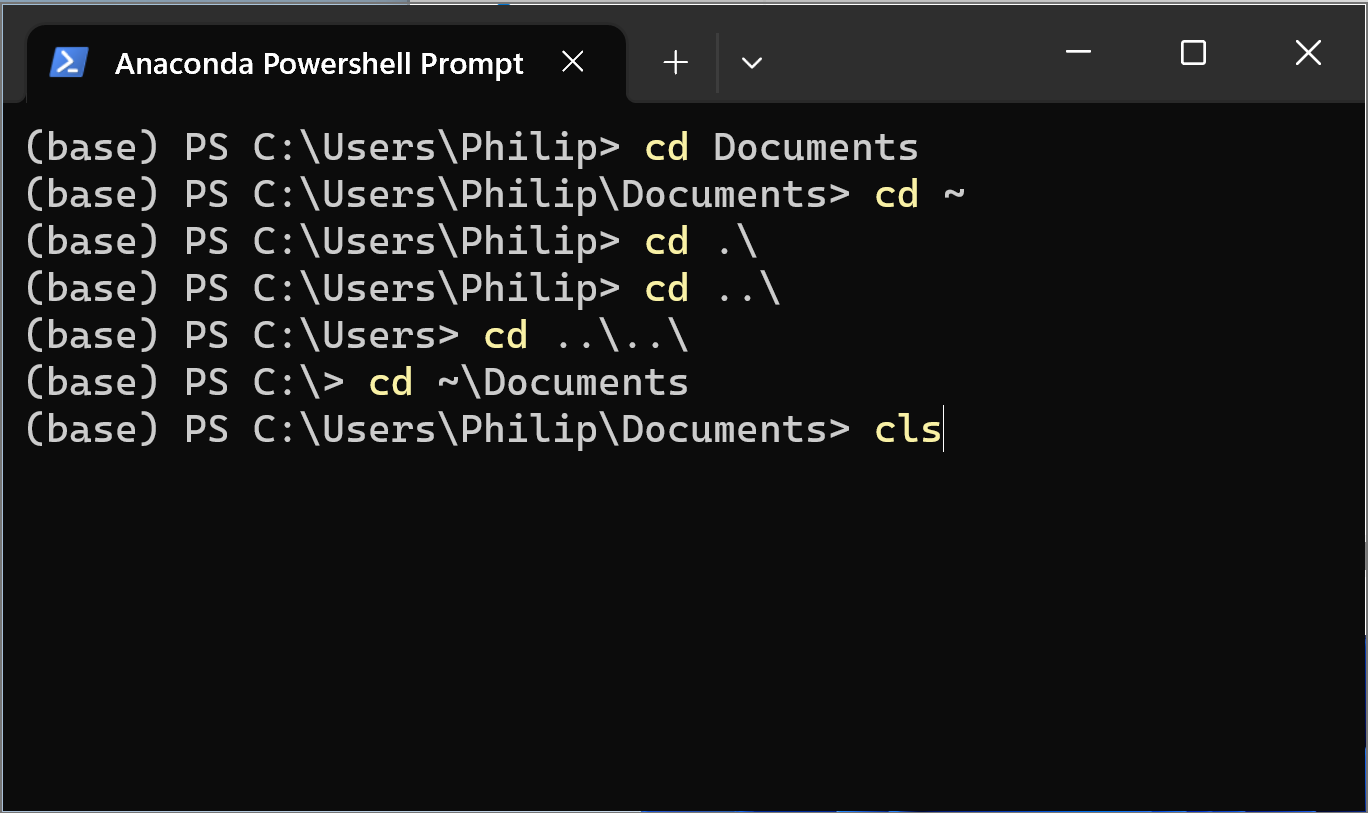 Anaconda Powershell Prompt
(base) PS C:\Users\Philip> cd Documents
(base) PS C:\Users\Philip\Documents> cd ~
(base) PS C:\Users\Philip> cd .\
(base) PS C:\Users\Philip> cd ..\
(base) PS C:\Users> cd ..\..\
(base) PS C:\> cd ~\Documents
(base) PS C:\Users\Philip\Documents> cls